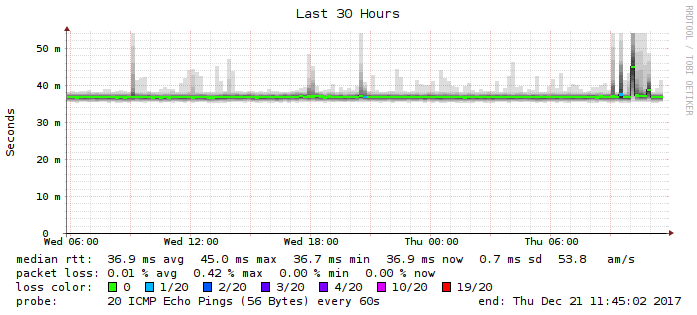 Last 30 Hours
RRDTOOL / TOBI OETIKER
Seconds
50 m
40 m
30 m
20 m
10 m
0
Wed 06:00 Wed 12:00 Wed 18:00 Thu 00:00 Thu 06:00
median rtt: 36.9 ms avg 45.0 ms max 36.7 ms min 36.9 ms now 0.7 ms sd 53.8 am/s
packet loss: 0.01 % avg 0.42 % max 0.00 % min 0.00 % now
loss color: 0 1/20 2/20 3/20 4/20 10/20 19/20
probe: 20 ICMP Echo Pings (56 Bytes) every 60s end: Thu Dec 21 11:45:02 2017